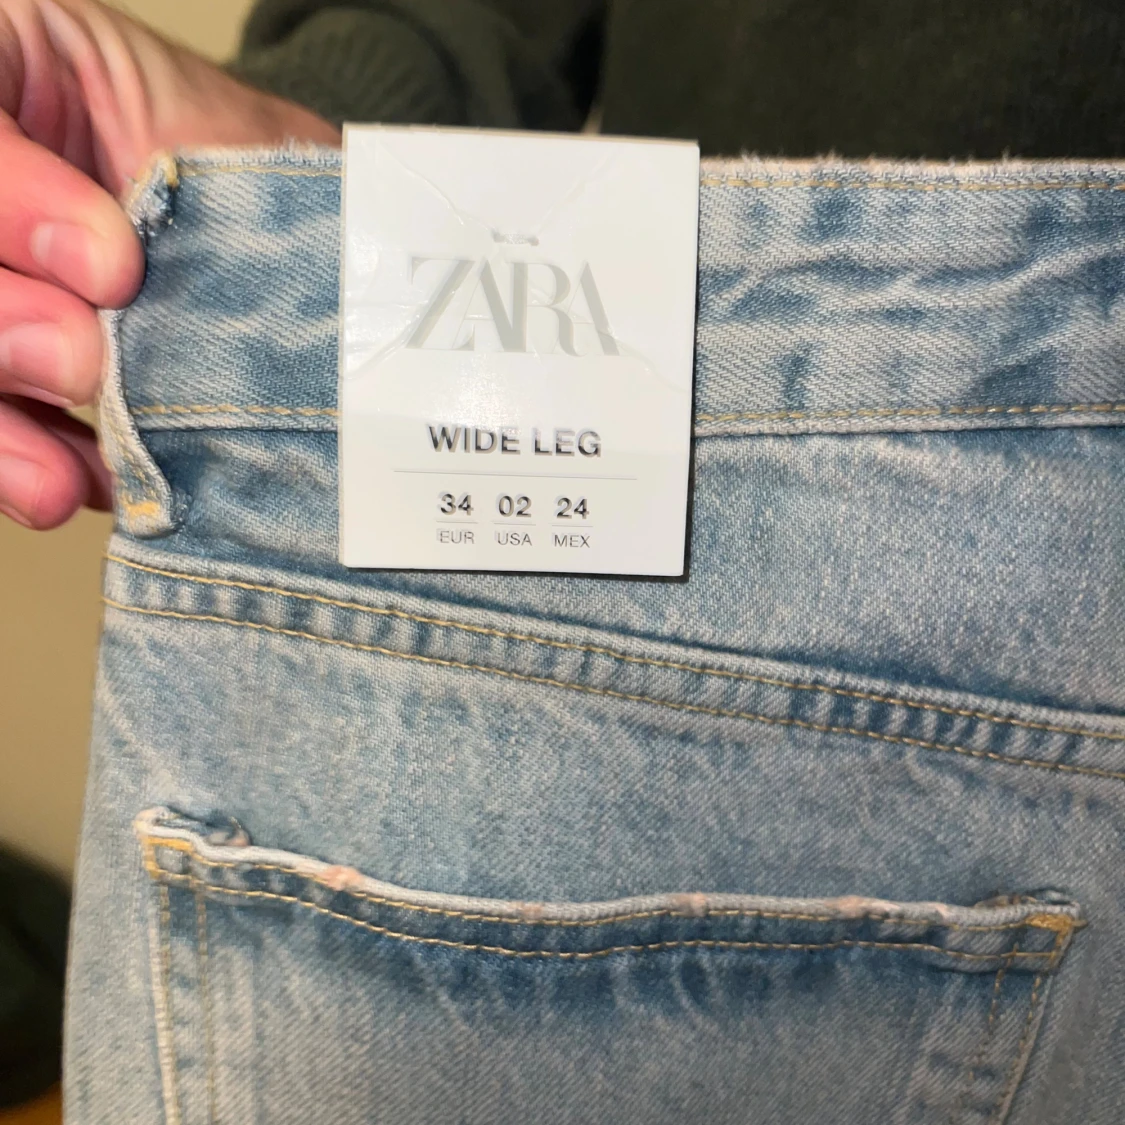 ZARA
WIDE LEG
34 02 24
EUR USA MEX